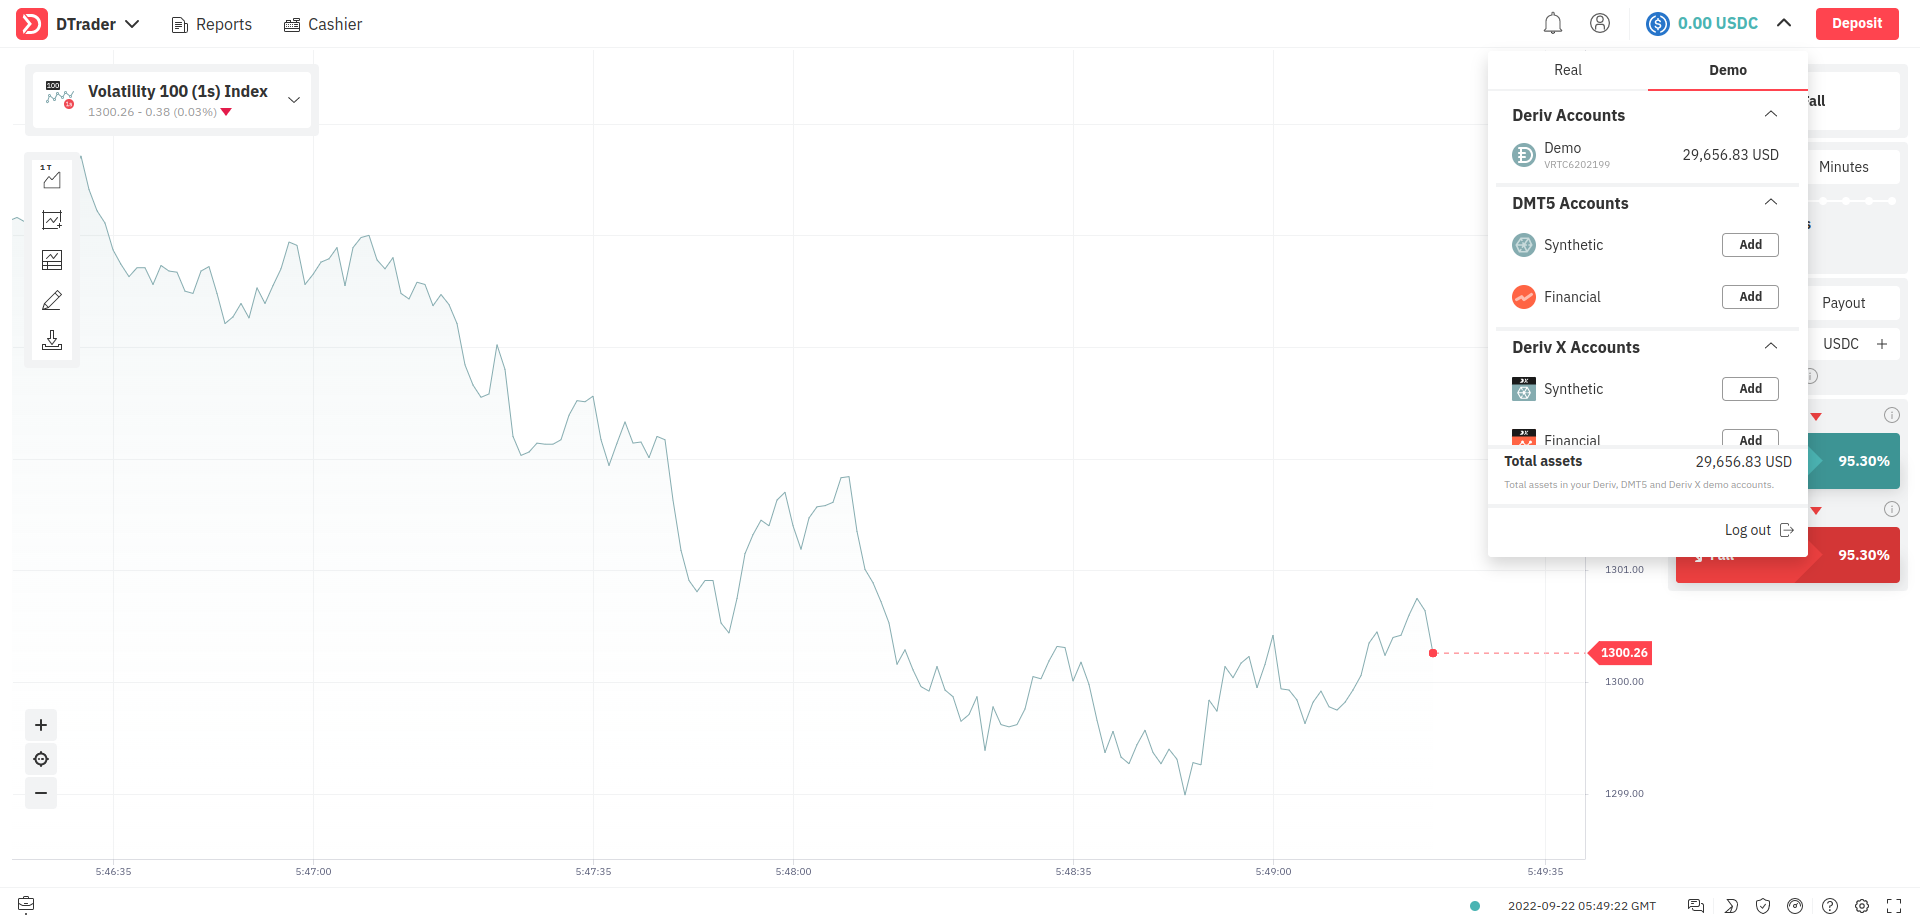 DTrader
Reports
Cashier
0.00 USDC
Deposit
100
1s
Volatility 100 (1s) Index
1300.26 - 0.38 (0.03%)
1T
Real
Demo
Deriv Accounts
Demo
VRTC6202199
29,656.83 USD
DMT5 Accounts
Synthetic
Add
Financial
Add
Deriv X Accounts
Synthetic
Add
Financial
Add
Total assets
29,656.83 USD
Total assets in your Deriv, DMT5 and Deriv X demo accounts.
Log out
Minutes
Payout
USDC
95.30%
95.30%
1301.00
1300.26
1300.00
1299.00
5:46:35
5:47:00
5:47:35
5:48:00
5:48:35
5:49:00
5:49:35
2022-09-22 05:49:22 GMT